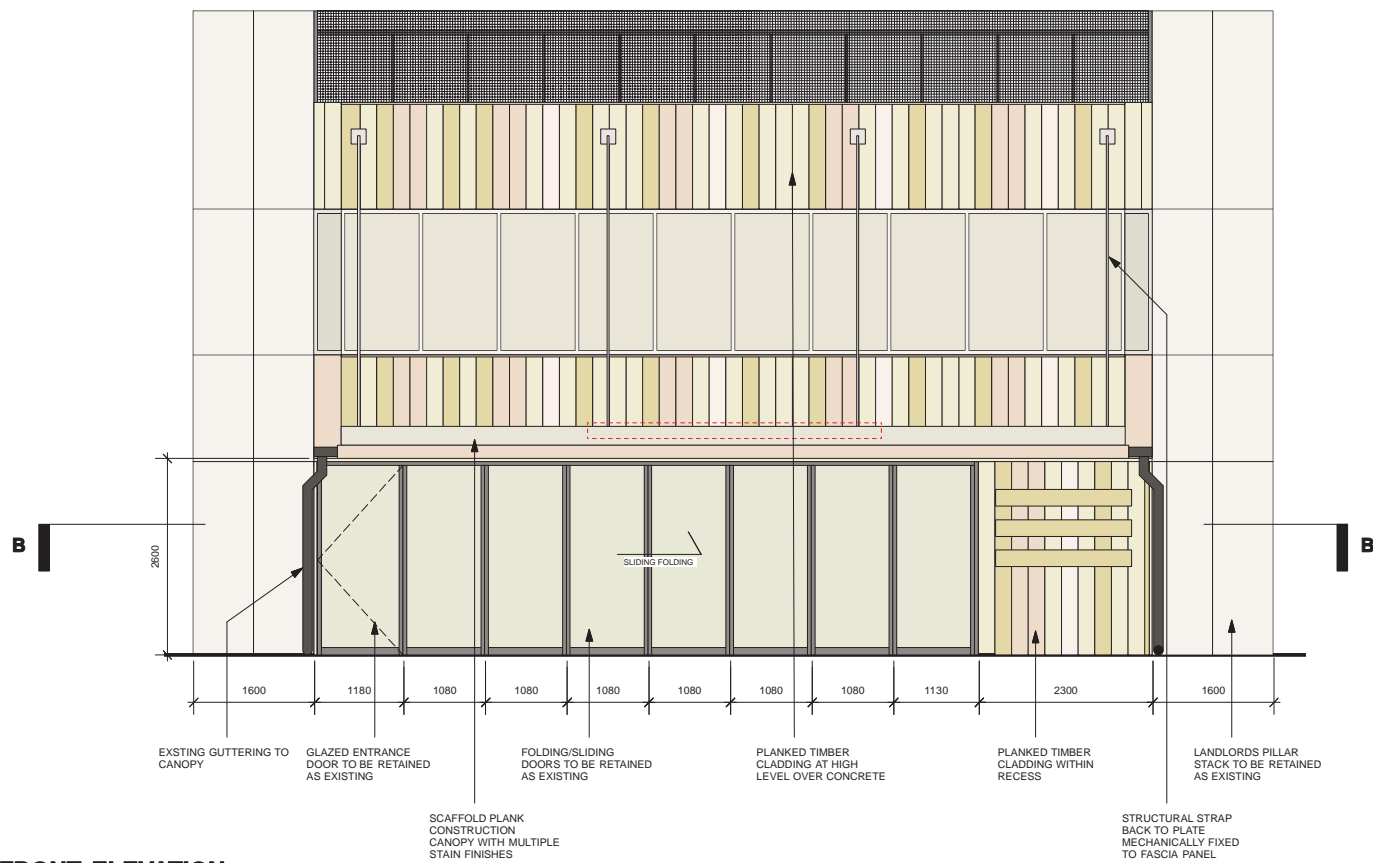 B
B
2600
SLIDING FOLDING
1600
1180
1080
1080
1080
1080
1080
1080
1130
2300
1600
EXSTING GUTTERING TO
CANOPY
GLAZED ENTRANCE
DOOR TO BE RETAINED
AS EXISTING
FOLDING/SLIDING
DOORS TO BE RETAINED
AS EXISTING
PLANKED TIMBER
CLADDING AT HIGH
LEVEL OVER CONCRETE
PLANKED TIMBER
CLADDING WITHIN
RECESS
LANDLORDS PILLAR
STACK TO BE RETAINED
AS EXISTING
SCAFFOLD PLANK
CONSTRUCTION
CANOPY WITH MULTIPLE
STAIN FINISHES
STRUCTURAL STRAP
BACK TO PLATE
MECHANICALLY FIXED
TO FASCIA PANEL
FRONT ELEVATION